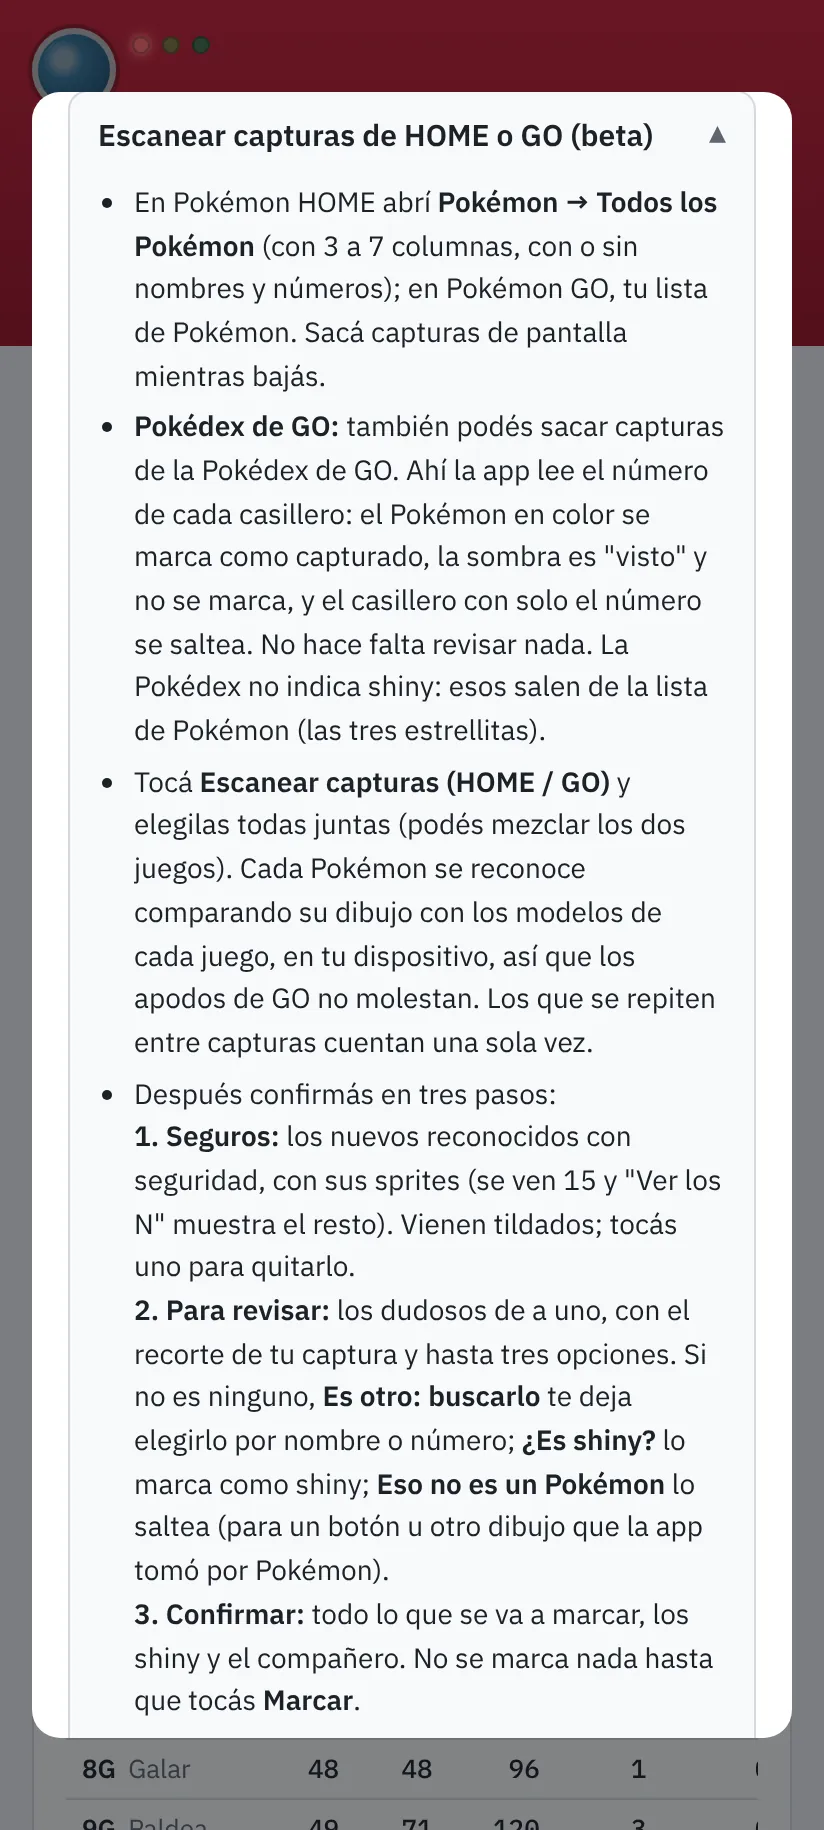 Escanear capturas de HOME o GO (beta) ▲
• En Pokémon HOME abrí Pokémon → Todos los
Pokémon (con 3 a 7 columnas, con o sin
nombres y números); en Pokémon GO, tu lista
de Pokémon. Sacá capturas de pantalla
mientras bajás.
• Pokédex de GO: también podés sacar capturas
de la Pokédex de GO. Ahí la app lee el número
de cada casillero: el Pokémon en color se
marca como capturado, la sombra es "visto" y
no se marca, y el casillero con solo el número
se saltea. No hace falta revisar nada. La
Pokédex no indica shiny: esos salen de la lista
de Pokémon (las tres estrellitas).
• Tocá Escanear capturas (HOME / GO) y
elegilas todas juntas (podés mezclar los dos
juegos). Cada Pokémon se reconoce
comparando su dibujo con los modelos de
cada juego, en tu dispositivo, así que los
apodos de GO no molestan. Los que se repiten
entre capturas cuentan una sola vez.
• Después confirmás en tres pasos:
1. Seguros: los nuevos reconocidos con
seguridad, con sus sprites (se ven 15 y "Ver los
N" muestra el resto). Vienen tildados; tocás
uno para quitarlo.
2. Para revisar: los dudosos de a uno, con el
recorte de tu captura y hasta tres opciones. Si
no es ninguno, Es otro: buscarlo te deja
elegirlo por nombre o número; ¿Es shiny? lo
marca como shiny; Eso no es un Pokémon lo
saltea (para un botón u otro dibujo que la app
tomó por Pokémon).
3. Confirmar: todo lo que se va a marcar, los
shiny y el compañero. No se marca nada hasta
que tocás Marcar.
8G Galar 48 48 96 1
9G Paldea 49 71 120 3